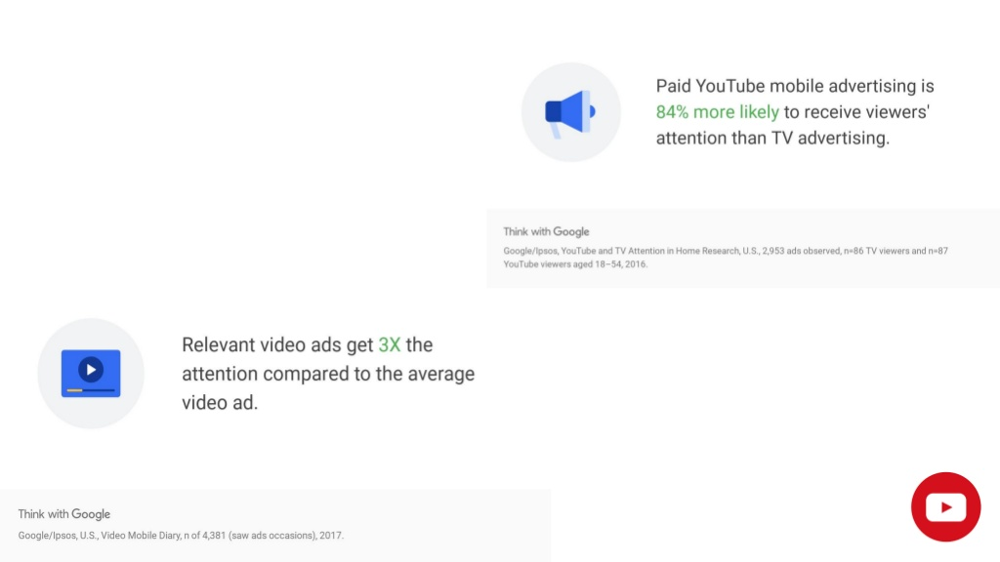 Paid YouTube mobile advertising is
84% more likely to receive viewers'
attention than TV advertising.
Think with Google
Google/Ipsos, YouTube and TV Attention in Home Research, U.S., 2,953 ads observed, n=86 TV viewers and n=87
YouTube viewers aged 18–54, 2016.
Relevant video ads get 3X the
attention compared to the average
video ad.
Think with Google
Google/Ipsos, U.S., Video Mobile Diary, n of 4,381 (saw ads occasions), 2017.